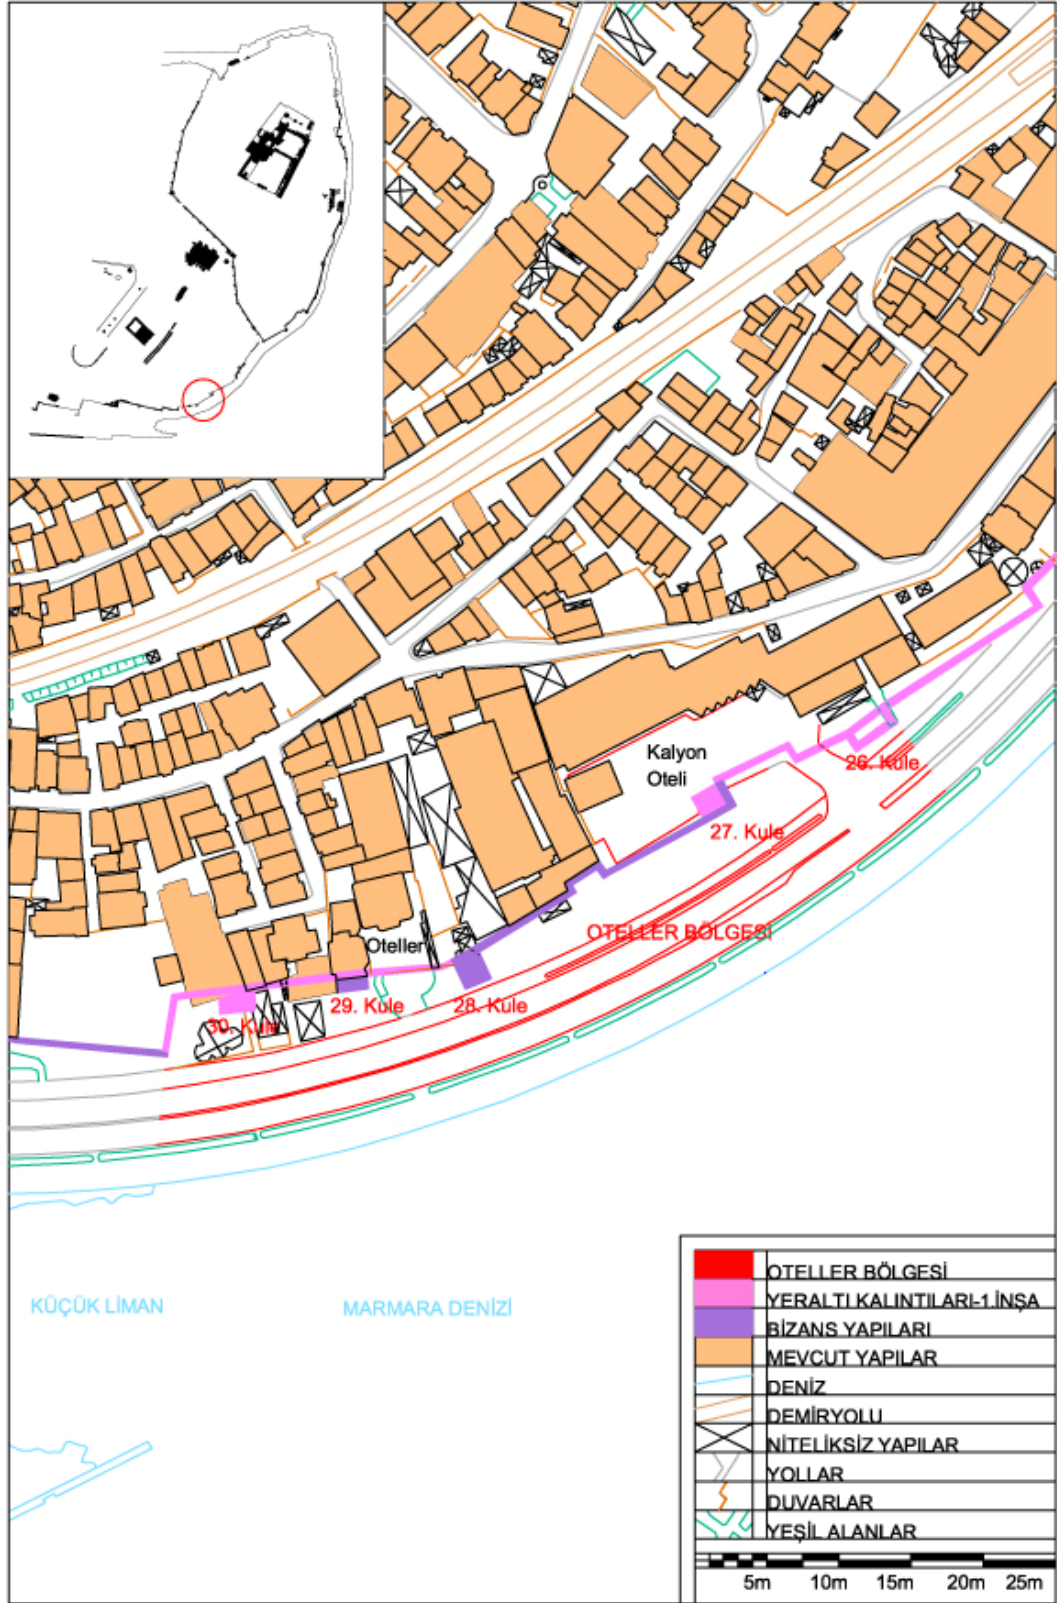 Kalyon
Oteli
26. Kule
27. Kule
OTELLER BÖLGESİ
Oteller
29. Kule
28. Kule
30. Kule
KÜÇÜK LİMAN
MARMARA DENİZİ
OTELLER BÖLGESİ
YERALTI KALINTILARI-1.İNŞA
BİZANS YAPILARI
MEVCUT YAPILAR
DENİZ
DEMİRYOLU
NİTELİKSİZ YAPILAR
YOLLAR
DUVARLAR
YEŞİL ALANLAR
5m 10m 15m 20m 25m